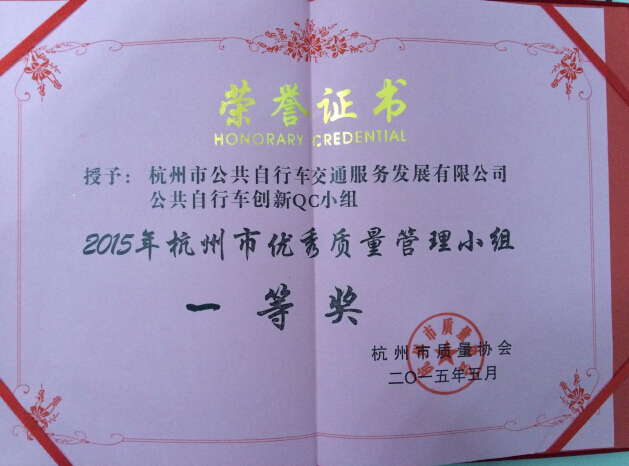 荣誉证书
HONORARY CREDENTIAL
授予：杭州市公共自行车交通服务发展有限公司
公共自行车创新QC小组
2015年杭州市优秀质量管理小组
一等奖
杭州市质量协会
二〇一五年五月